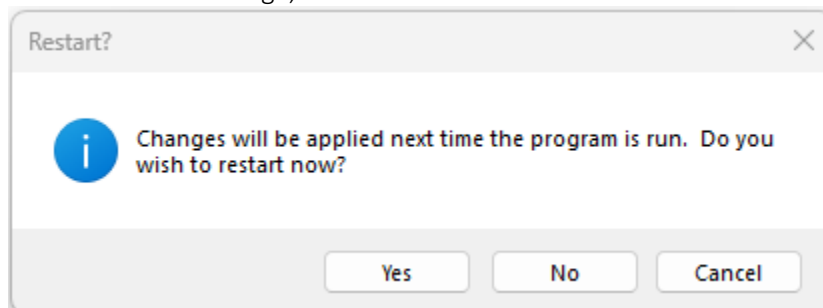 Restart?
Changes will be applied next time the program is run.  Do you
wish to restart now?
Yes
No
Cancel